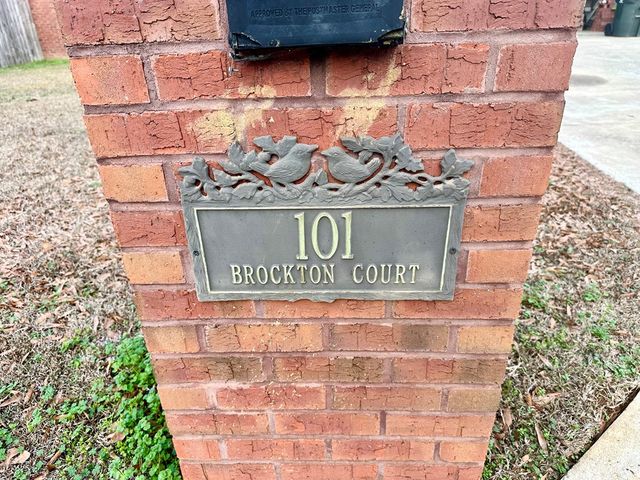 APPROVED BY THE POSTMASTER GENERAL
101
BROCKTON COURT